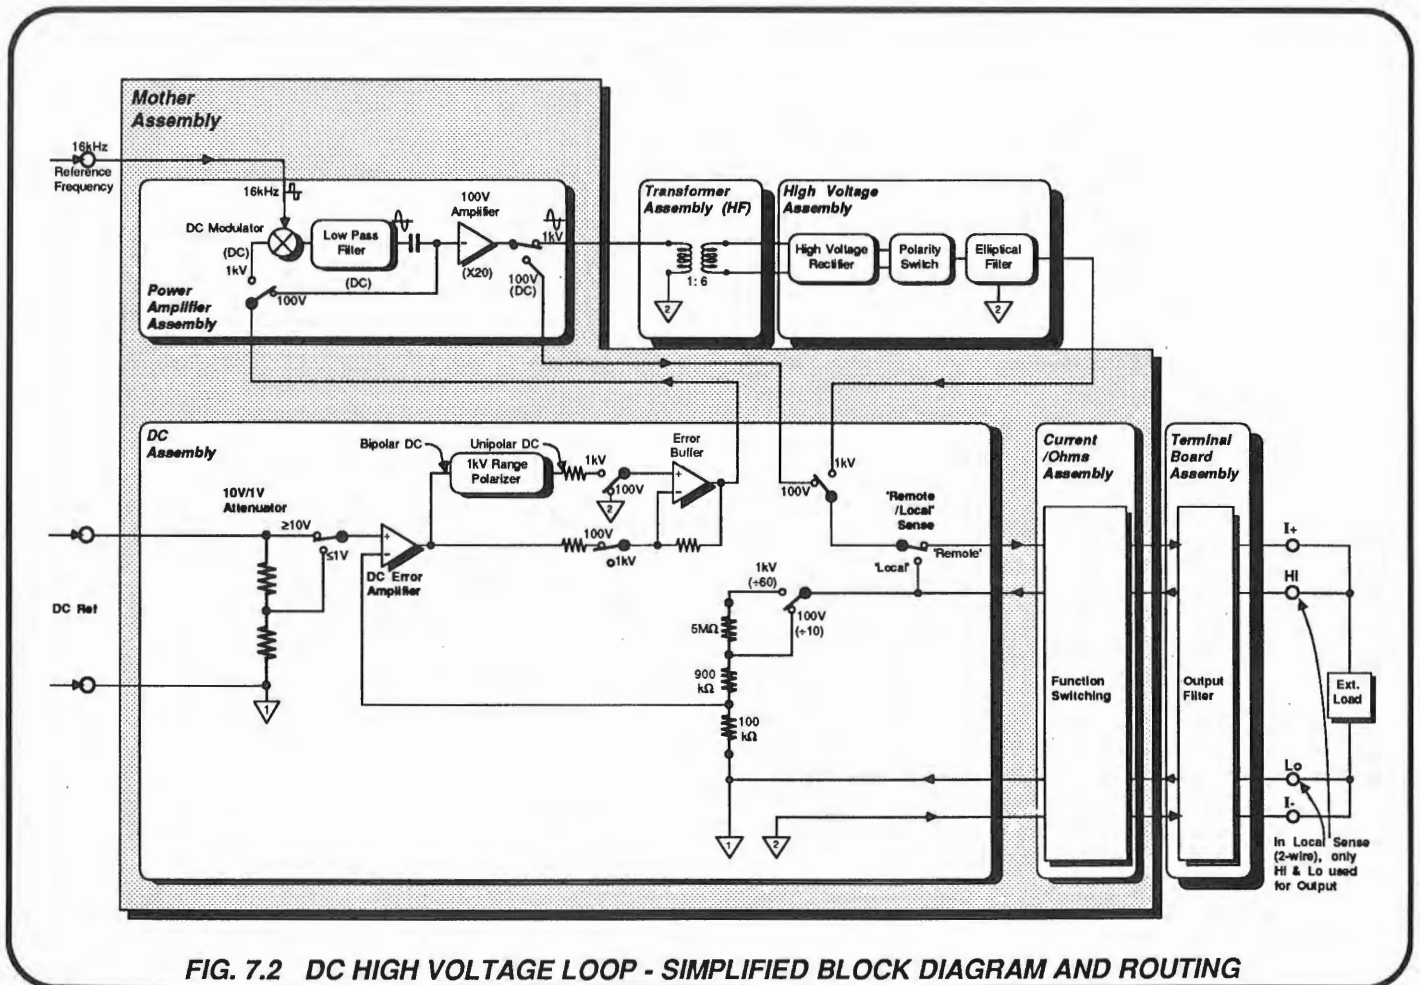 Mother
Assembly
16kHz
Reference
Frequency
16kHz
DC Modulator
(DC)
1kV
100V
Low Pass
Filter
(DC)
100V
Amplifier
(X20)
1kV
100V
(DC)
Power
Amplifier
Assembly
Transformer
Assembly (HF)
1: 6
2
High Voltage
Assembly
High Voltage
Rectifier
Polarity
Switch
Elliptical
Filter
2
DC
Assembly
Bipolar DC
Unipolar DC
1kV Range
Polarizer
1kV
100V
2
Error
Buffer
+
−
100V
1kV
10V/1V
Attenuator
≥10V
≤1V
+
−
DC Error
Amplifier
DC Ref
1
1kV
100V
'Remote
/Local'
Sense
'Remote'
'Local'
1kV
(÷60)
100V
(÷10)
5MΩ
900
kΩ
100
kΩ
1
2
Current
/Ohms
Assembly
Function
Switching
Terminal
Board
Assembly
Output
Filter
I+
HI
Ext.
Load
Lo
I-
In Local Sense
(2-wire), only
HI & Lo used
for Output
FIG. 7.2 DC HIGH VOLTAGE LOOP - SIMPLIFIED BLOCK DIAGRAM AND ROUTING